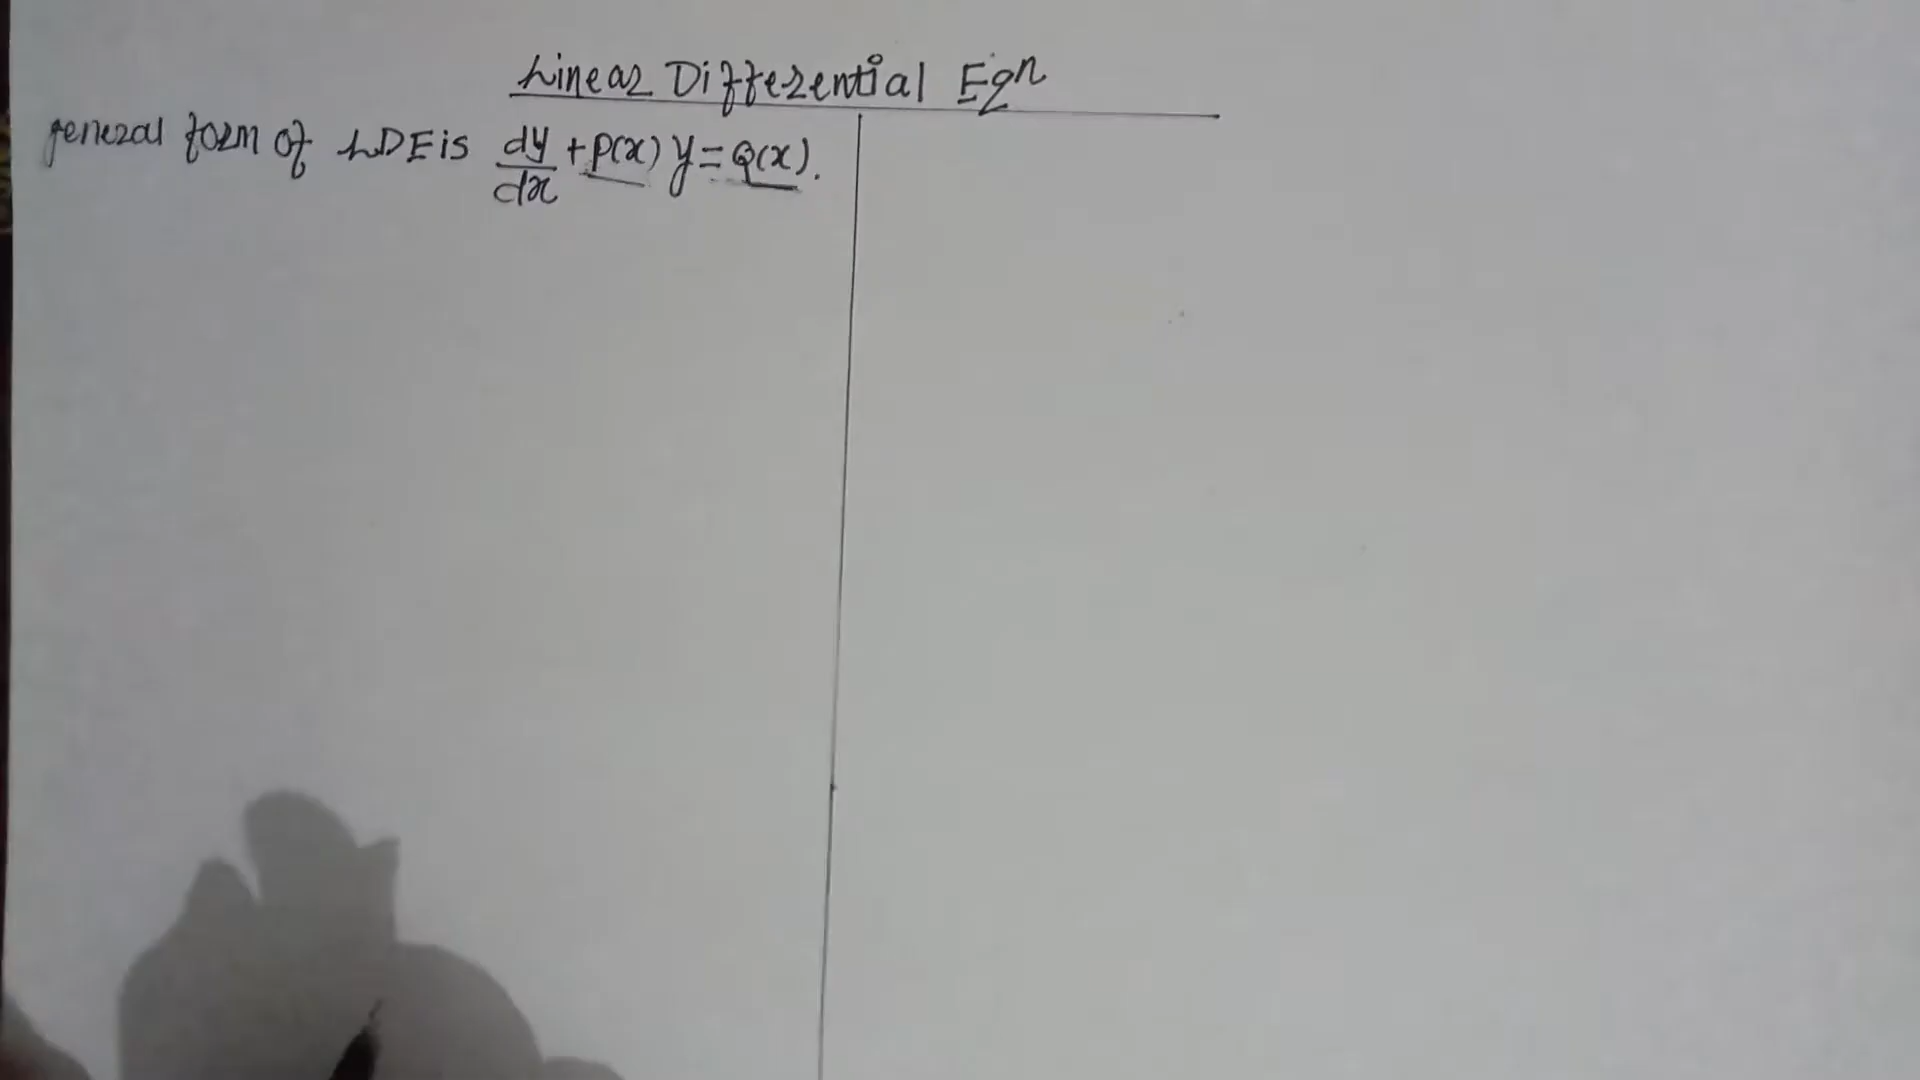 Linear Differential Eqn
general form of LDE is dy/dx + P(x) y = Q(x).